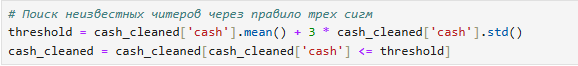 # Поиск неизвестных читеров через правило трех сигм
threshold = cash_cleaned['cash'].mean() + 3 * cash_cleaned['cash'].std()
cash_cleaned = cash_cleaned[cash_cleaned['cash'] <= threshold]